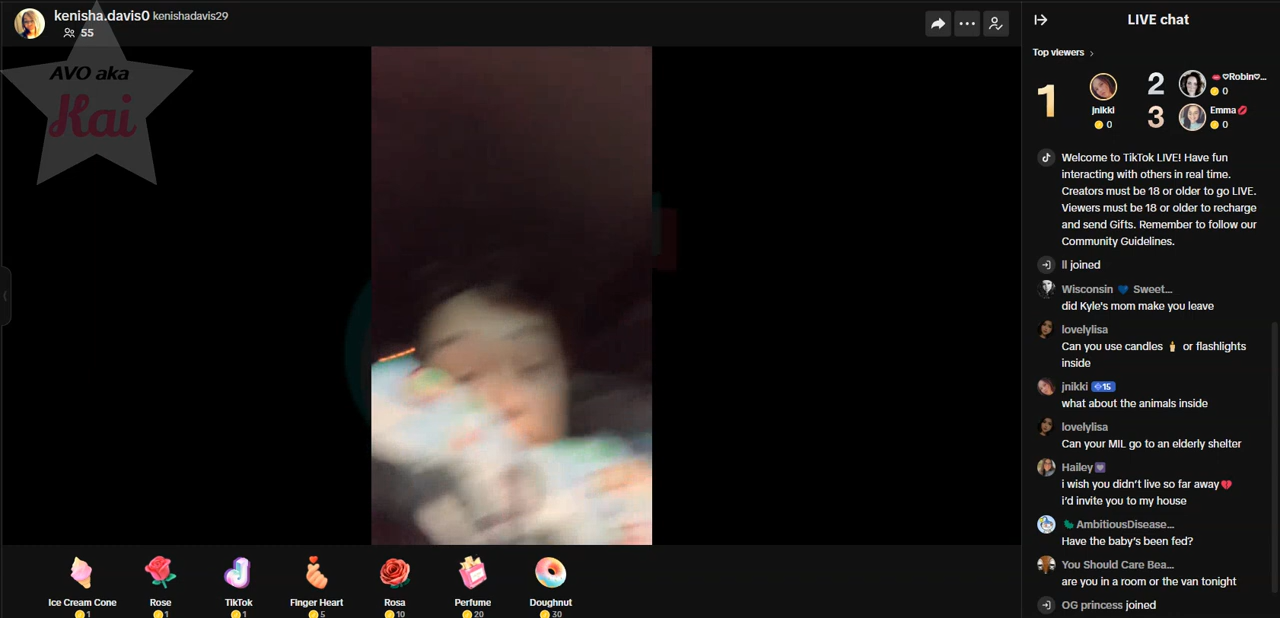 kenisha.davis0 kenishadavis29
55
AVO aka
Kai
LIVE chat
Top viewers
1
jnikki
0
2
♡Robin♡...
0
3
Emma💋
0
Welcome to TikTok LIVE! Have fun
interacting with others in real time.
Creators must be 18 or older to go LIVE.
Viewers must be 18 or older to recharge
and send Gifts. Remember to follow our
Community Guidelines.
ll joined
Wisconsin 💙 Sweet...
did Kyle's mom make you leave
lovelylisa
Can you use candles 🕯️ or flashlights
inside
jnikki 15
what about the animals inside
lovelylisa
Can your MIL go to an elderly shelter
Hailey
i wish you didn't live so far away💔
i'd invite you to my house
AmbitiousDisease...
Have the baby's been fed?
You Should Care Bea...
are you in a room or the van tonight
OG princess joined
Ice Cream Cone
1
Rose
1
TikTok
1
Finger Heart
5
Rosa
10
Perfume
20
Doughnut
30